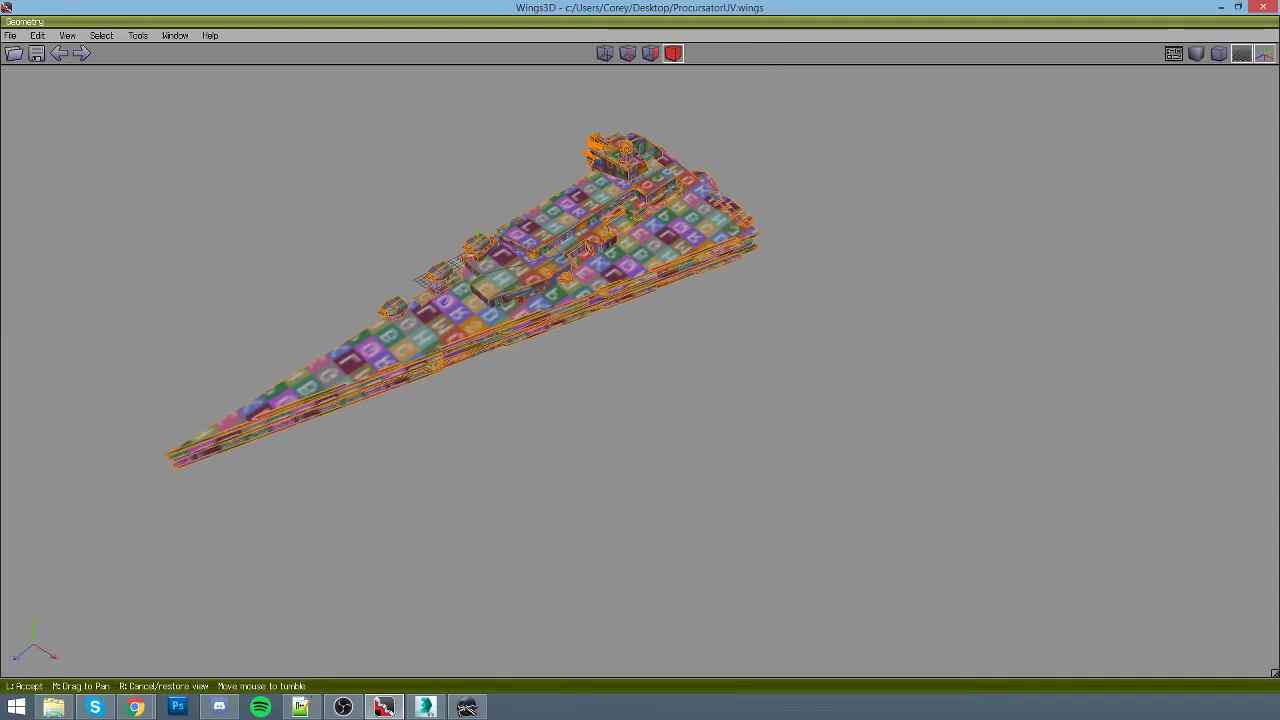 Wings3D - c:/Users/Corey/Desktop/ProcursatorUV.wings
Geometry
File Edit View Select Tools Window Help
L: Accept M: Drag to Pan R: Cancel/restore view Move mouse to tumble
Ps